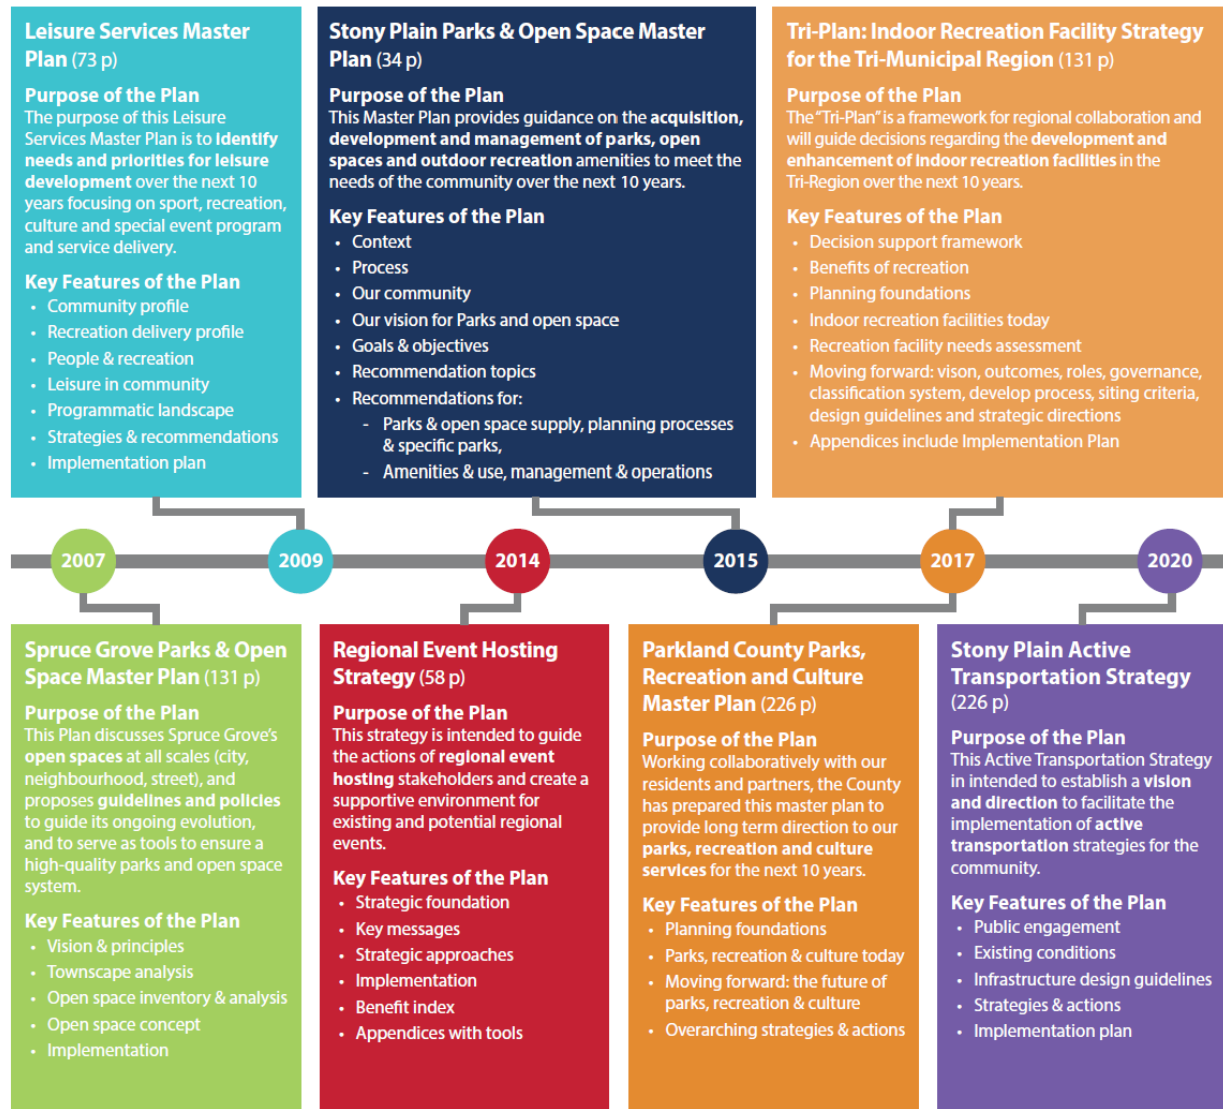 Leisure Services Master
Plan (73 p)
Purpose of the Plan
The purpose of this Leisure
Services Master Plan is to identify
needs and priorities for leisure
development over the next 10
years focusing on sport, recreation,
culture and special event program
and service delivery.
Key Features of the Plan
• Community profile
• Recreation delivery profile
• People & recreation
• Leisure in community
• Programmatic landscape
• Strategies & recommendations
• Implementation plan
Stony Plain Parks & Open Space Master
Plan (34 p)
Purpose of the Plan
This Master Plan provides guidance on the acquisition,
development and management of parks, open
spaces and outdoor recreation amenities to meet the
needs of the community over the next 10 years.
Key Features of the Plan
• Context
• Process
• Our community
• Our vision for Parks and open space
• Goals & objectives
• Recommendation topics
• Recommendations for:
- Parks & open space supply, planning processes
& specific parks,
- Amenities & use, management & operations
Tri-Plan: Indoor Recreation Facility Strategy
for the Tri-Municipal Region (131 p)
Purpose of the Plan
The "Tri-Plan" is a framework for regional collaboration and
will guide decisions regarding the development and
enhancement of indoor recreation facilities in the
Tri-Region over the next 10 years.
Key Features of the Plan
• Decision support framework
• Benefits of recreation
• Planning foundations
• Indoor recreation facilities today
• Recreation facility needs assessment
• Moving forward: vison, outcomes, roles, governance,
classification system, develop process, siting criteria,
design guidelines and strategic directions
• Appendices include Implementation Plan
2007
2009
2014
2015
2017
2020
Spruce Grove Parks & Open
Space Master Plan (131 p)
Purpose of the Plan
This Plan discusses Spruce Grove's
open spaces at all scales (city,
neighbourhood, street), and
proposes guidelines and policies
to guide its ongoing evolution,
and to serve as tools to ensure a
high-quality parks and open space
system.
Key Features of the Plan
• Vision & principles
• Townscape analysis
• Open space inventory & analysis
• Open space concept
• Implementation
Regional Event Hosting
Strategy (58 p)
Purpose of the Plan
This strategy is intended to guide
the actions of regional event
hosting stakeholders and create a
supportive environment for
existing and potential regional
events.
Key Features of the Plan
• Strategic foundation
• Key messages
• Strategic approaches
• Implementation
• Benefit index
• Appendices with tools
Parkland County Parks,
Recreation and Culture
Master Plan (226 p)
Purpose of the Plan
Working collaboratively with our
residents and partners, the County
has prepared this master plan to
provide long term direction to our
parks, recreation and culture
services for the next 10 years.
Key Features of the Plan
• Planning foundations
• Parks, recreation & culture today
• Moving forward: the future of
parks, recreation & culture
• Overarching strategies & actions
Stony Plain Active
Transportation Strategy
(226 p)
Purpose of the Plan
This Active Transportation Strategy
in intended to establish a vision
and direction to facilitate the
implementation of active
transportation strategies for the
community.
Key Features of the Plan
• Public engagement
• Existing conditions
• Infrastructure design guidelines
• Strategies & actions
• Implementation plan